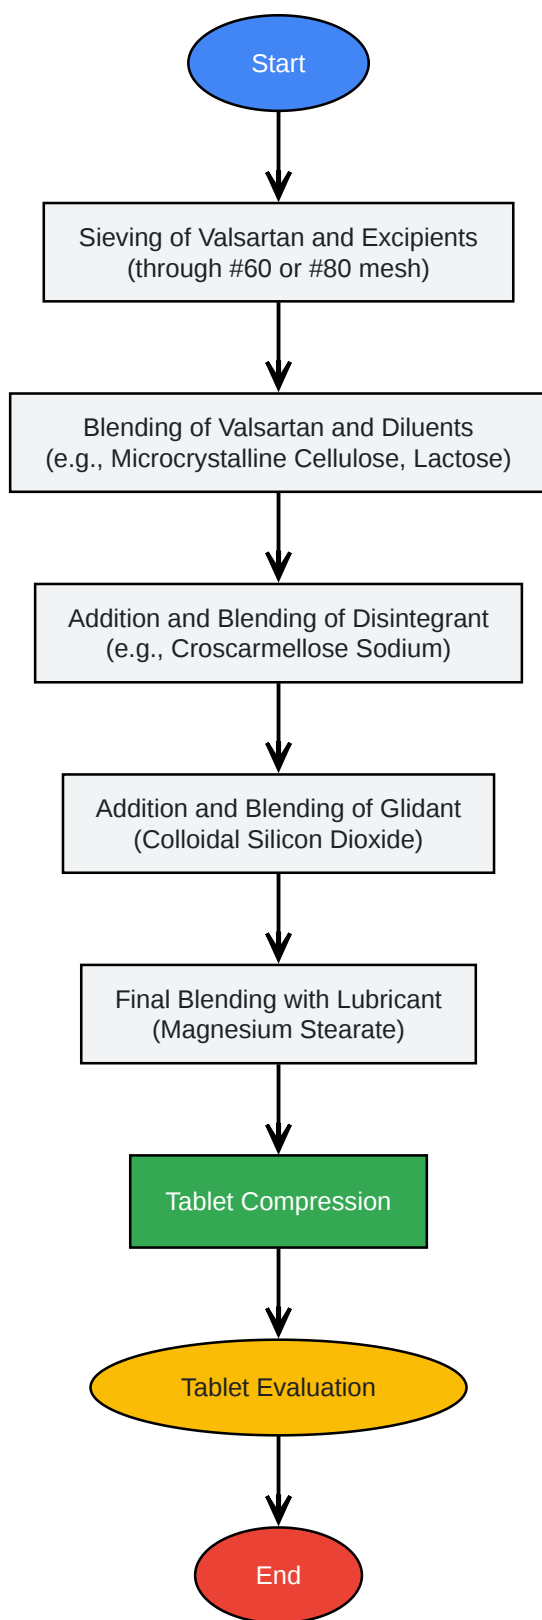 Start
Sieving of Valsartan and Excipients
(through #60 or #80 mesh)
Blending of Valsartan and Diluents
(e.g., Microcrystalline Cellulose, Lactose)
Addition and Blending of Disintegrant
(e.g., Croscarmellose Sodium)
Addition and Blending of Glidant
(Colloidal Silicon Dioxide)
Final Blending with Lubricant
(Magnesium Stearate)
Tablet Compression
Tablet Evaluation
End